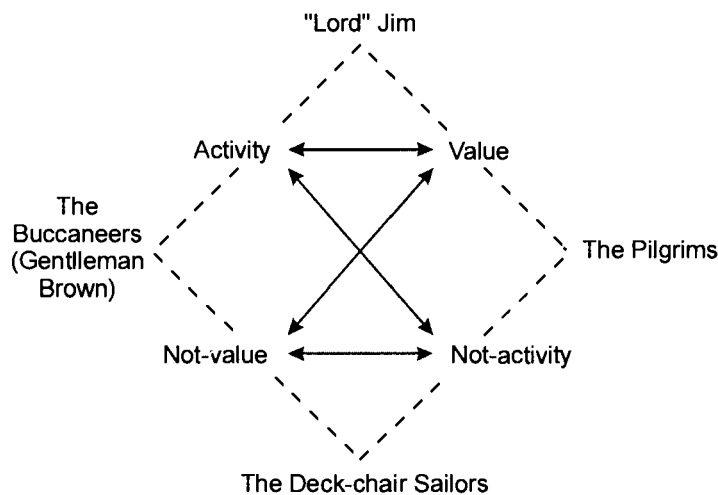 "Lord" Jim
Activity
Value
The
Buccaneers
(Gentlleman
Brown)
The Pilgrims
Not-value
Not-activity
The Deck-chair Sailors